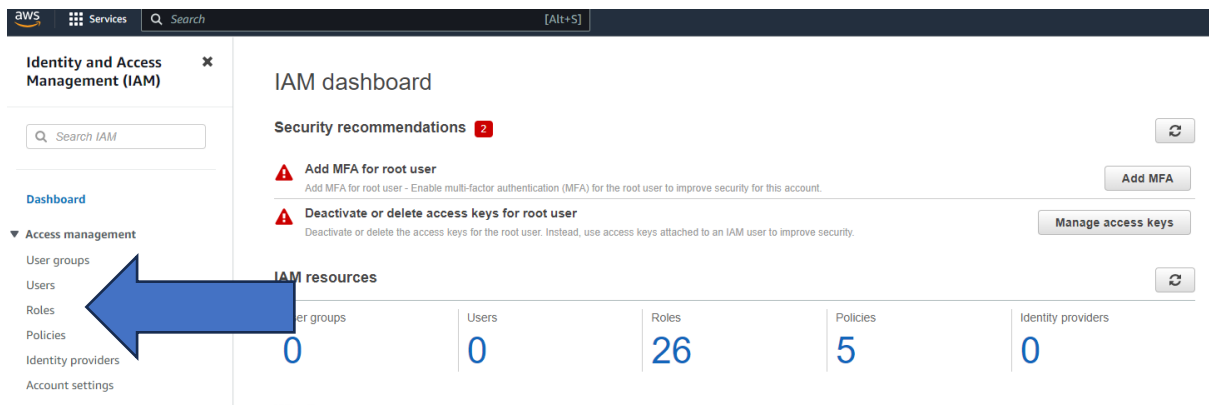 aws Services Search [Alt+S]
Identity and Access
Management (IAM)
Search IAM
Dashboard
Access management
User groups
Users
Roles
Policies
Identity providers
Account settings
IAM dashboard
Security recommendations 2
Add MFA for root user
Add MFA for root user - Enable multi-factor authentication (MFA) for the root user to improve security for this account.
Add MFA
Deactivate or delete access keys for root user
Deactivate or delete the access keys for the root user. Instead, use access keys attached to an IAM user to improve security.
Manage access keys
IAM resources
groups Users Roles Policies Identity providers
0 0 26 5 0